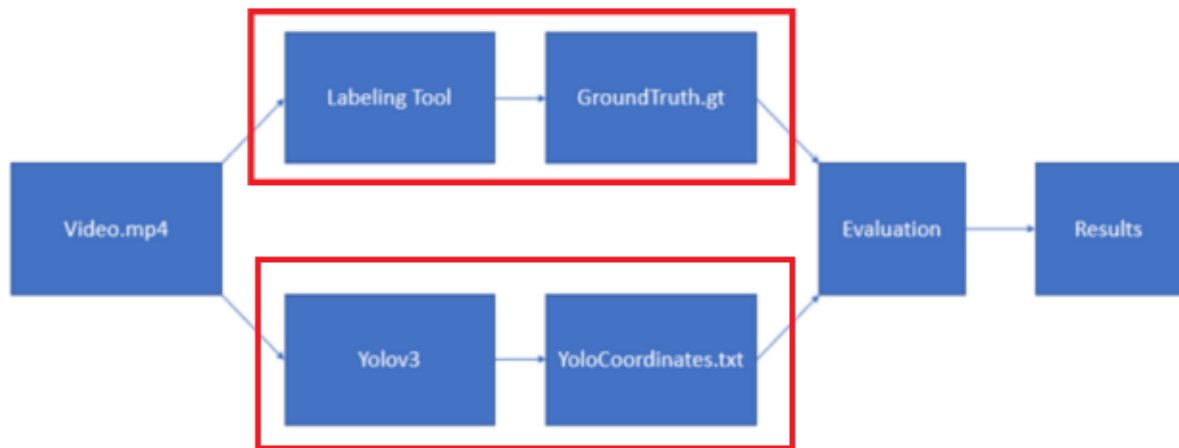 Labeling Tool
GroundTruth.gt
Video.mp4
Evaluation
Results
Yolov3
YoloCoordinates.txt